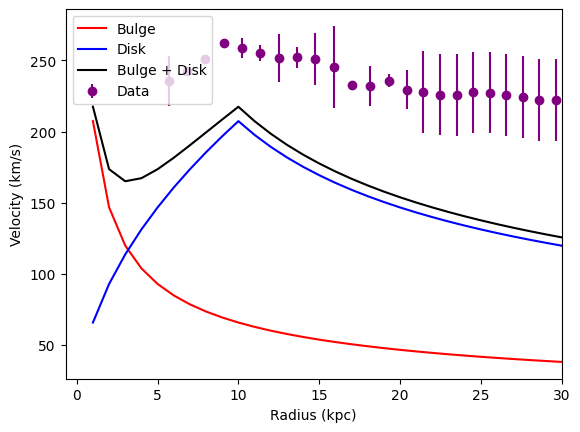 Bulge
Disk
Bulge + Disk
Data
Velocity (km/s)
250
200
150
100
50
0 5 10 15 20 25 30
Radius (kpc)